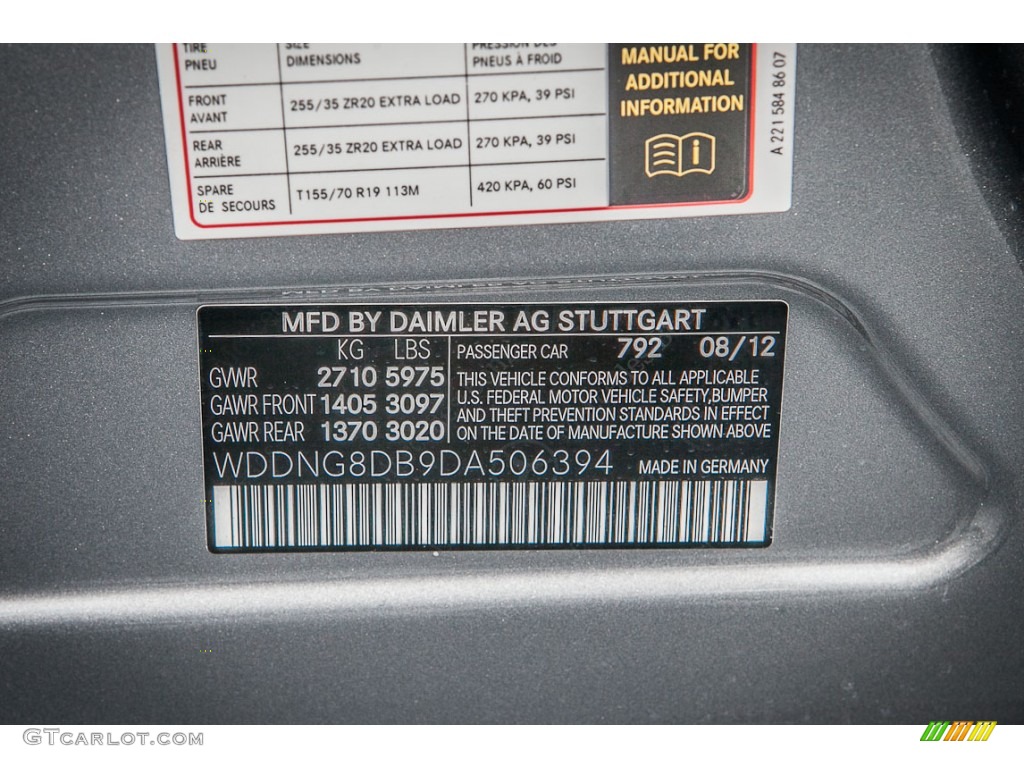 TIRE SIZE PRESSION DES
PNEU DIMENSIONS PNEUS À FROID
FRONT
AVANT 255/35 ZR20 EXTRA LOAD 270 KPA, 39 PSI
REAR
ARRIÈRE 255/35 ZR20 EXTRA LOAD 270 KPA, 39 PSI
SPARE
DE SECOURS T155/70 R19 113M 420 KPA, 60 PSI
MANUAL FOR
ADDITIONAL
INFORMATION
A 221 584 86 07
MFD BY DAIMLER AG STUTTGART
KG LBS
GVWR 2710 5975
GAWR FRONT 1405 3097
GAWR REAR 1370 3020
PASSENGER CAR 792 08/12
THIS VEHICLE CONFORMS TO ALL APPLICABLE
U.S. FEDERAL MOTOR VEHICLE SAFETY,BUMPER
AND THEFT PREVENTION STANDARDS IN EFFECT
ON THE DATE OF MANUFACTURE SHOWN ABOVE
WDDNG8DB9DA506394 MADE IN GERMANY
GTCarlot.com